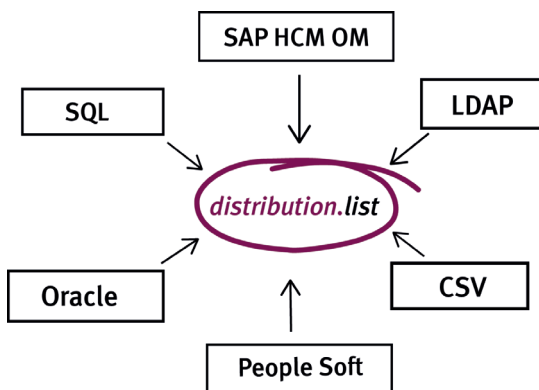 SAP HCM OM
SQL
LDAP
distribution.list
Oracle
CSV
People Soft